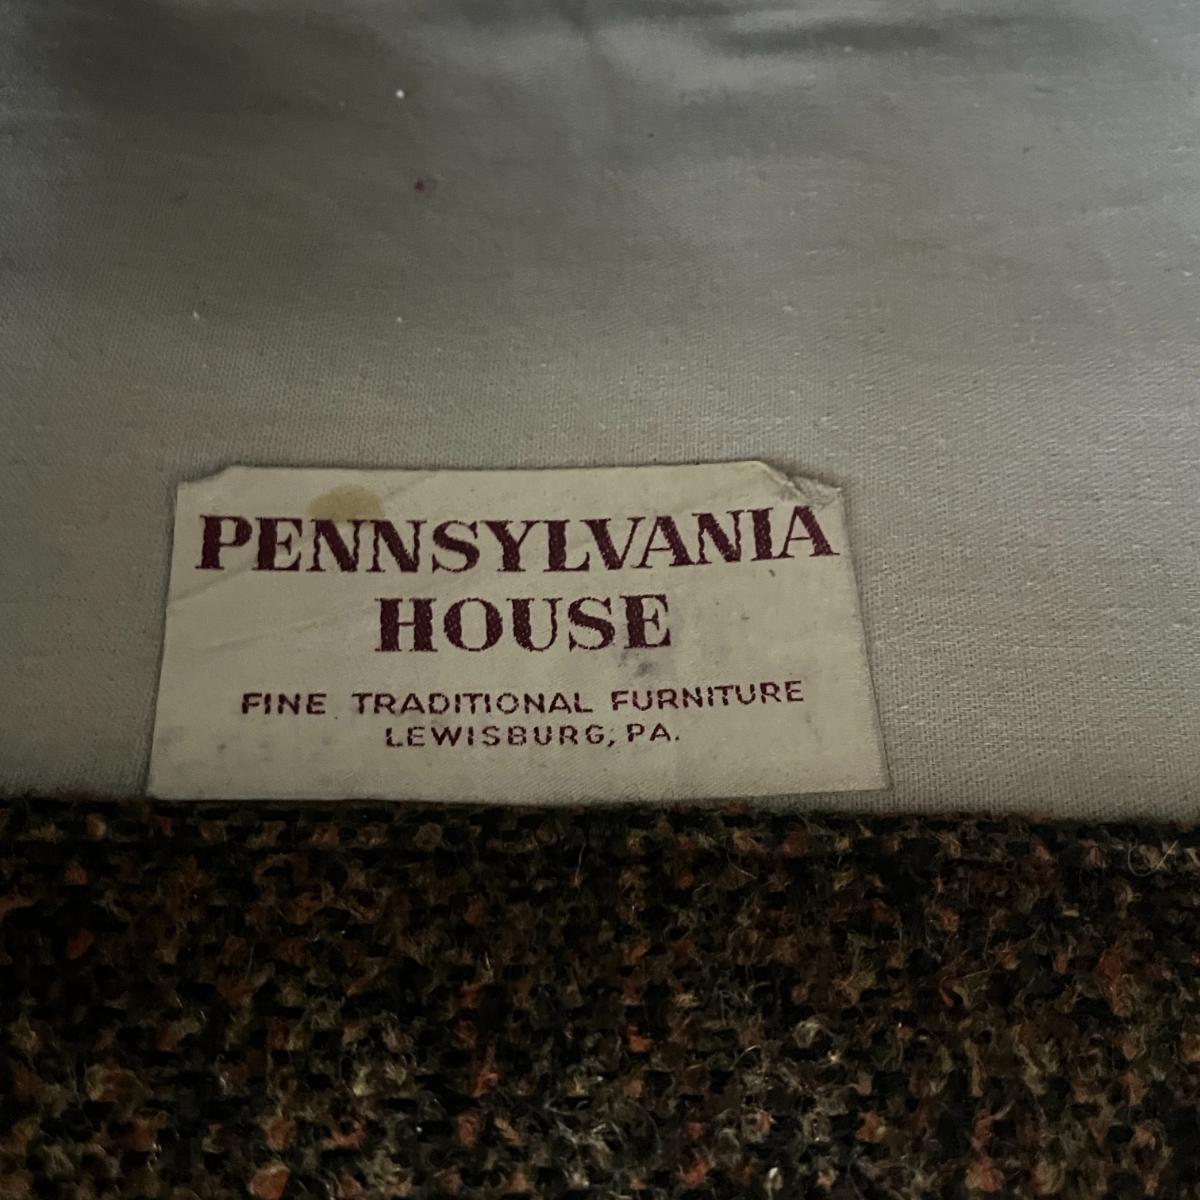 PENNSYLVANIA
HOUSE
FINE TRADITIONAL FURNITURE
LEWISBURG, PA.